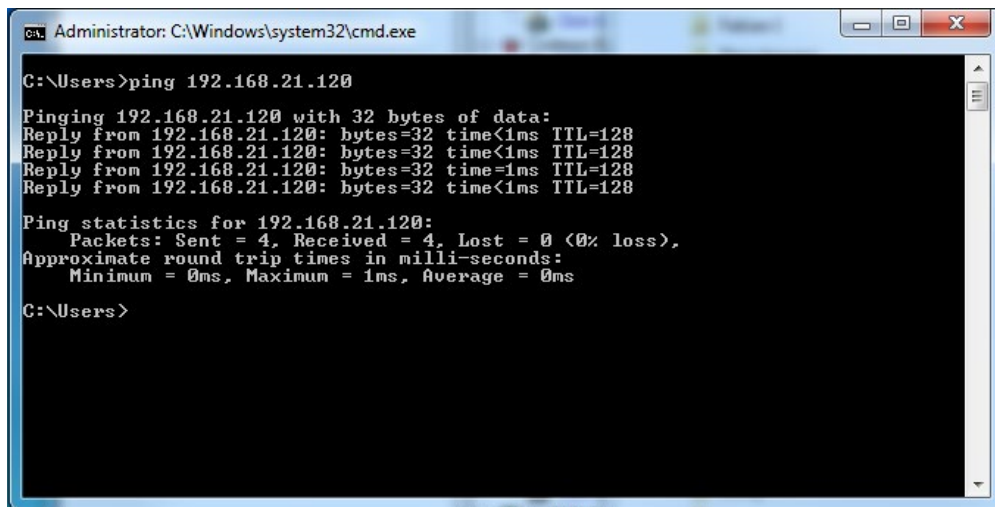 Administrator: C:\Windows\system32\cmd.exe
C:\Users>ping 192.168.21.120
Pinging 192.168.21.120 with 32 bytes of data:
Reply from 192.168.21.120: bytes=32 time<1ms TTL=128
Reply from 192.168.21.120: bytes=32 time<1ms TTL=128
Reply from 192.168.21.120: bytes=32 time=1ms TTL=128
Reply from 192.168.21.120: bytes=32 time<1ms TTL=128
Ping statistics for 192.168.21.120:
Packets: Sent = 4, Received = 4, Lost = 0 (0% loss),
Approximate round trip times in milli-seconds:
Minimum = 0ms, Maximum = 1ms, Average = 0ms
C:\Users>